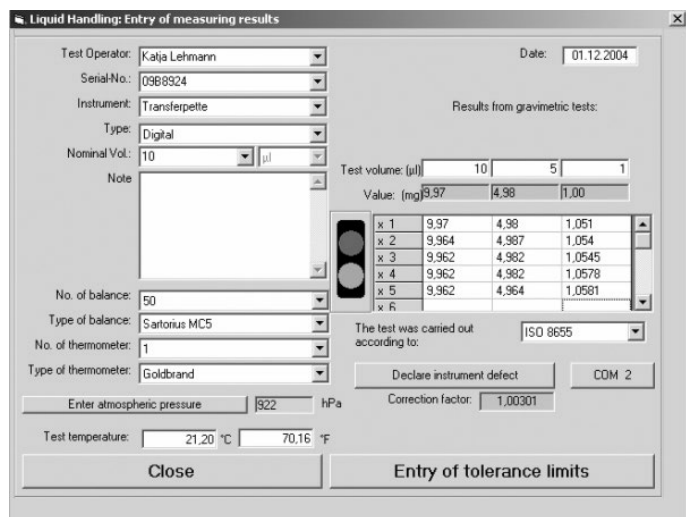 Liquid Handling: Entry of measuring results
Test Operator: Katja Lehmann
Date: 01.12.2004
Serial-No.: 09B8924
Instrument: Transferpette
Results from gravimetric tests:
Type: Digital
Nominal Vol.: 10 µl
Test volume: (µl) 10 5 1
Note
Value: (mg) 9,97 4,98 1,00
x 1 9,97 4,98 1,051
x 2 9,964 4,987 1,054
x 3 9,962 4,982 1,0545
x 4 9,962 4,982 1,0578
x 5 9,962 4,964 1,0581
x 6
No. of balance: 50
Type of balance: Sartorius MC5
The test was carried out
according to: ISO 8655
No. of thermometer: 1
Type of thermometer: Goldbrand
Declare instrument defect COM 2
Enter atmospheric pressure 922 hPa
Correction factor: 1,00301
Test temperature: 21,20 °C 70,16 °F
Close Entry of tolerance limits